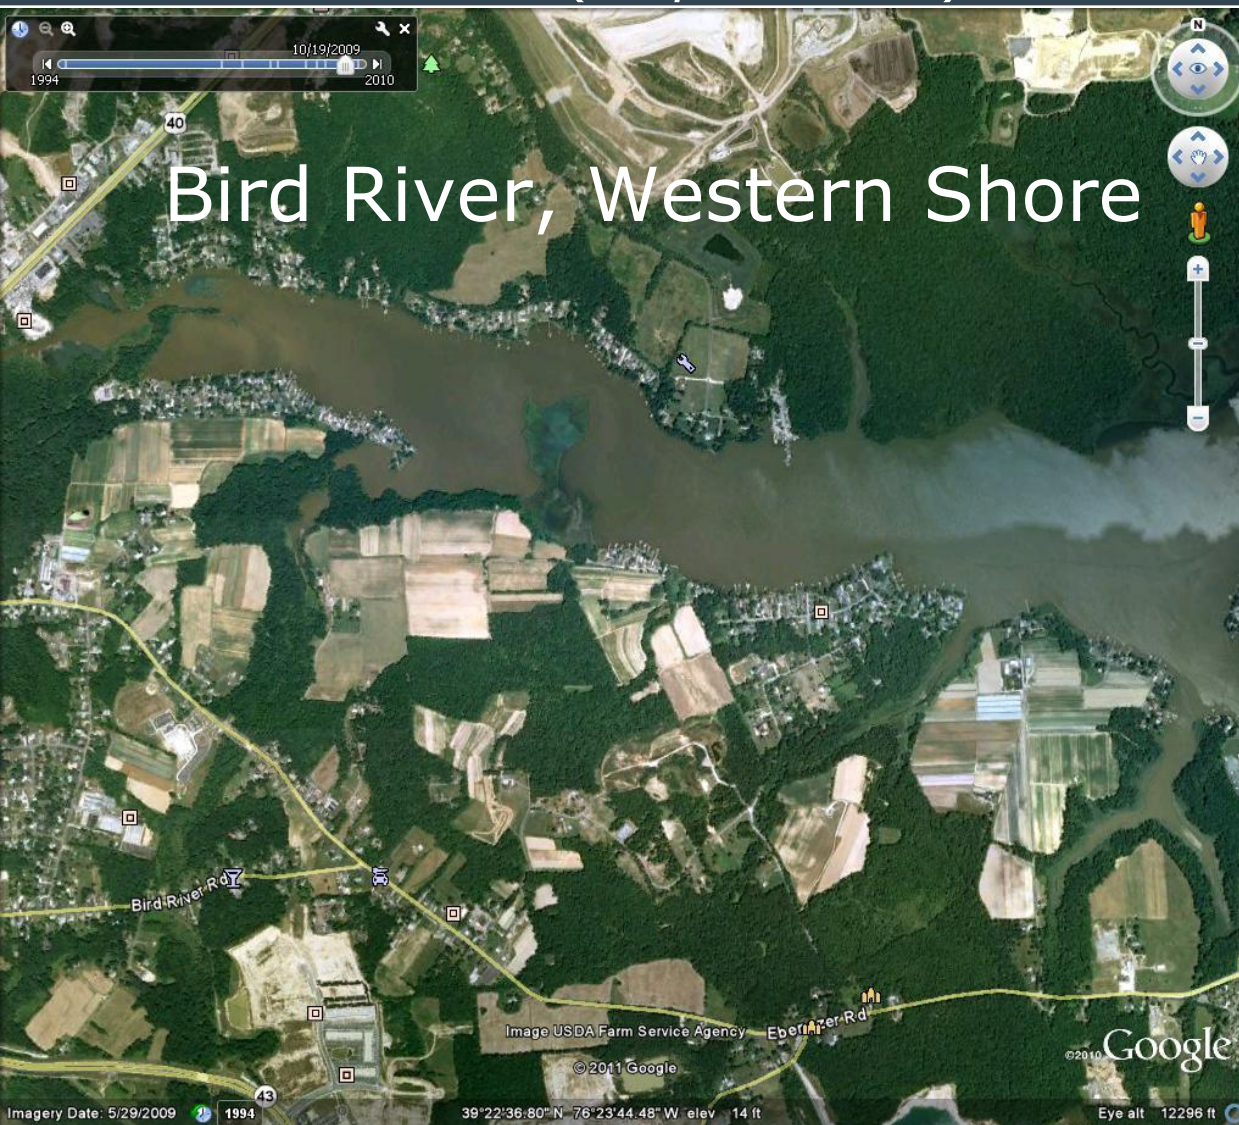 10/19/2009
1994
2010
N
40
Bird River, Western Shore
Bird River Rd
Image USDA Farm Service Agency
Ebenezer Rd
© 2011 Google
©2010 Google
43
Imagery Date: 5/29/2009
1994
39°22'36.80" N 76°23'44.48" W elev 14 ft
Eye alt 12296 ft